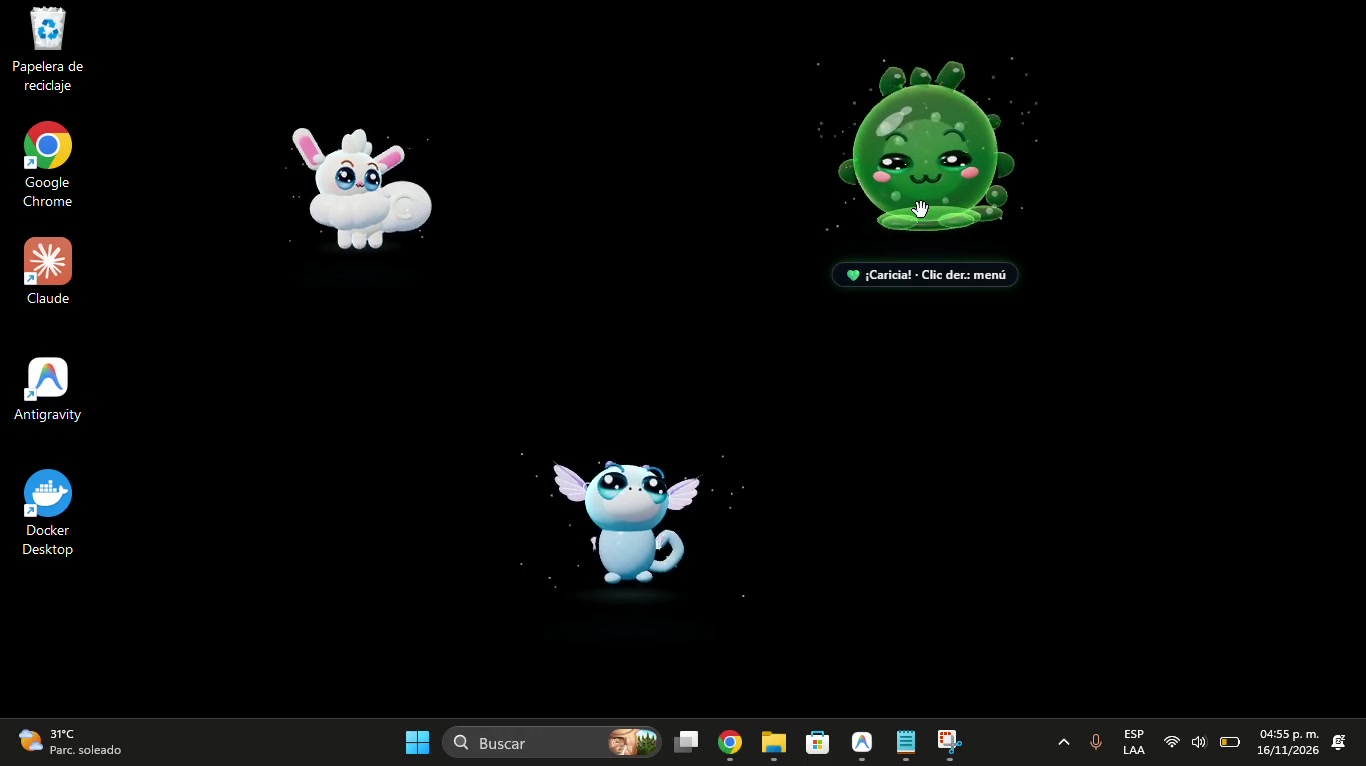 Papelera de
reciclaje
Google
Chrome
Claude
Antigravity
Docker
Desktop
¡Caricia! · Clic der.: menú
31°C
Parc. soleado
Buscar
ESP
LAA
04:55 p. m.
16/11/2026